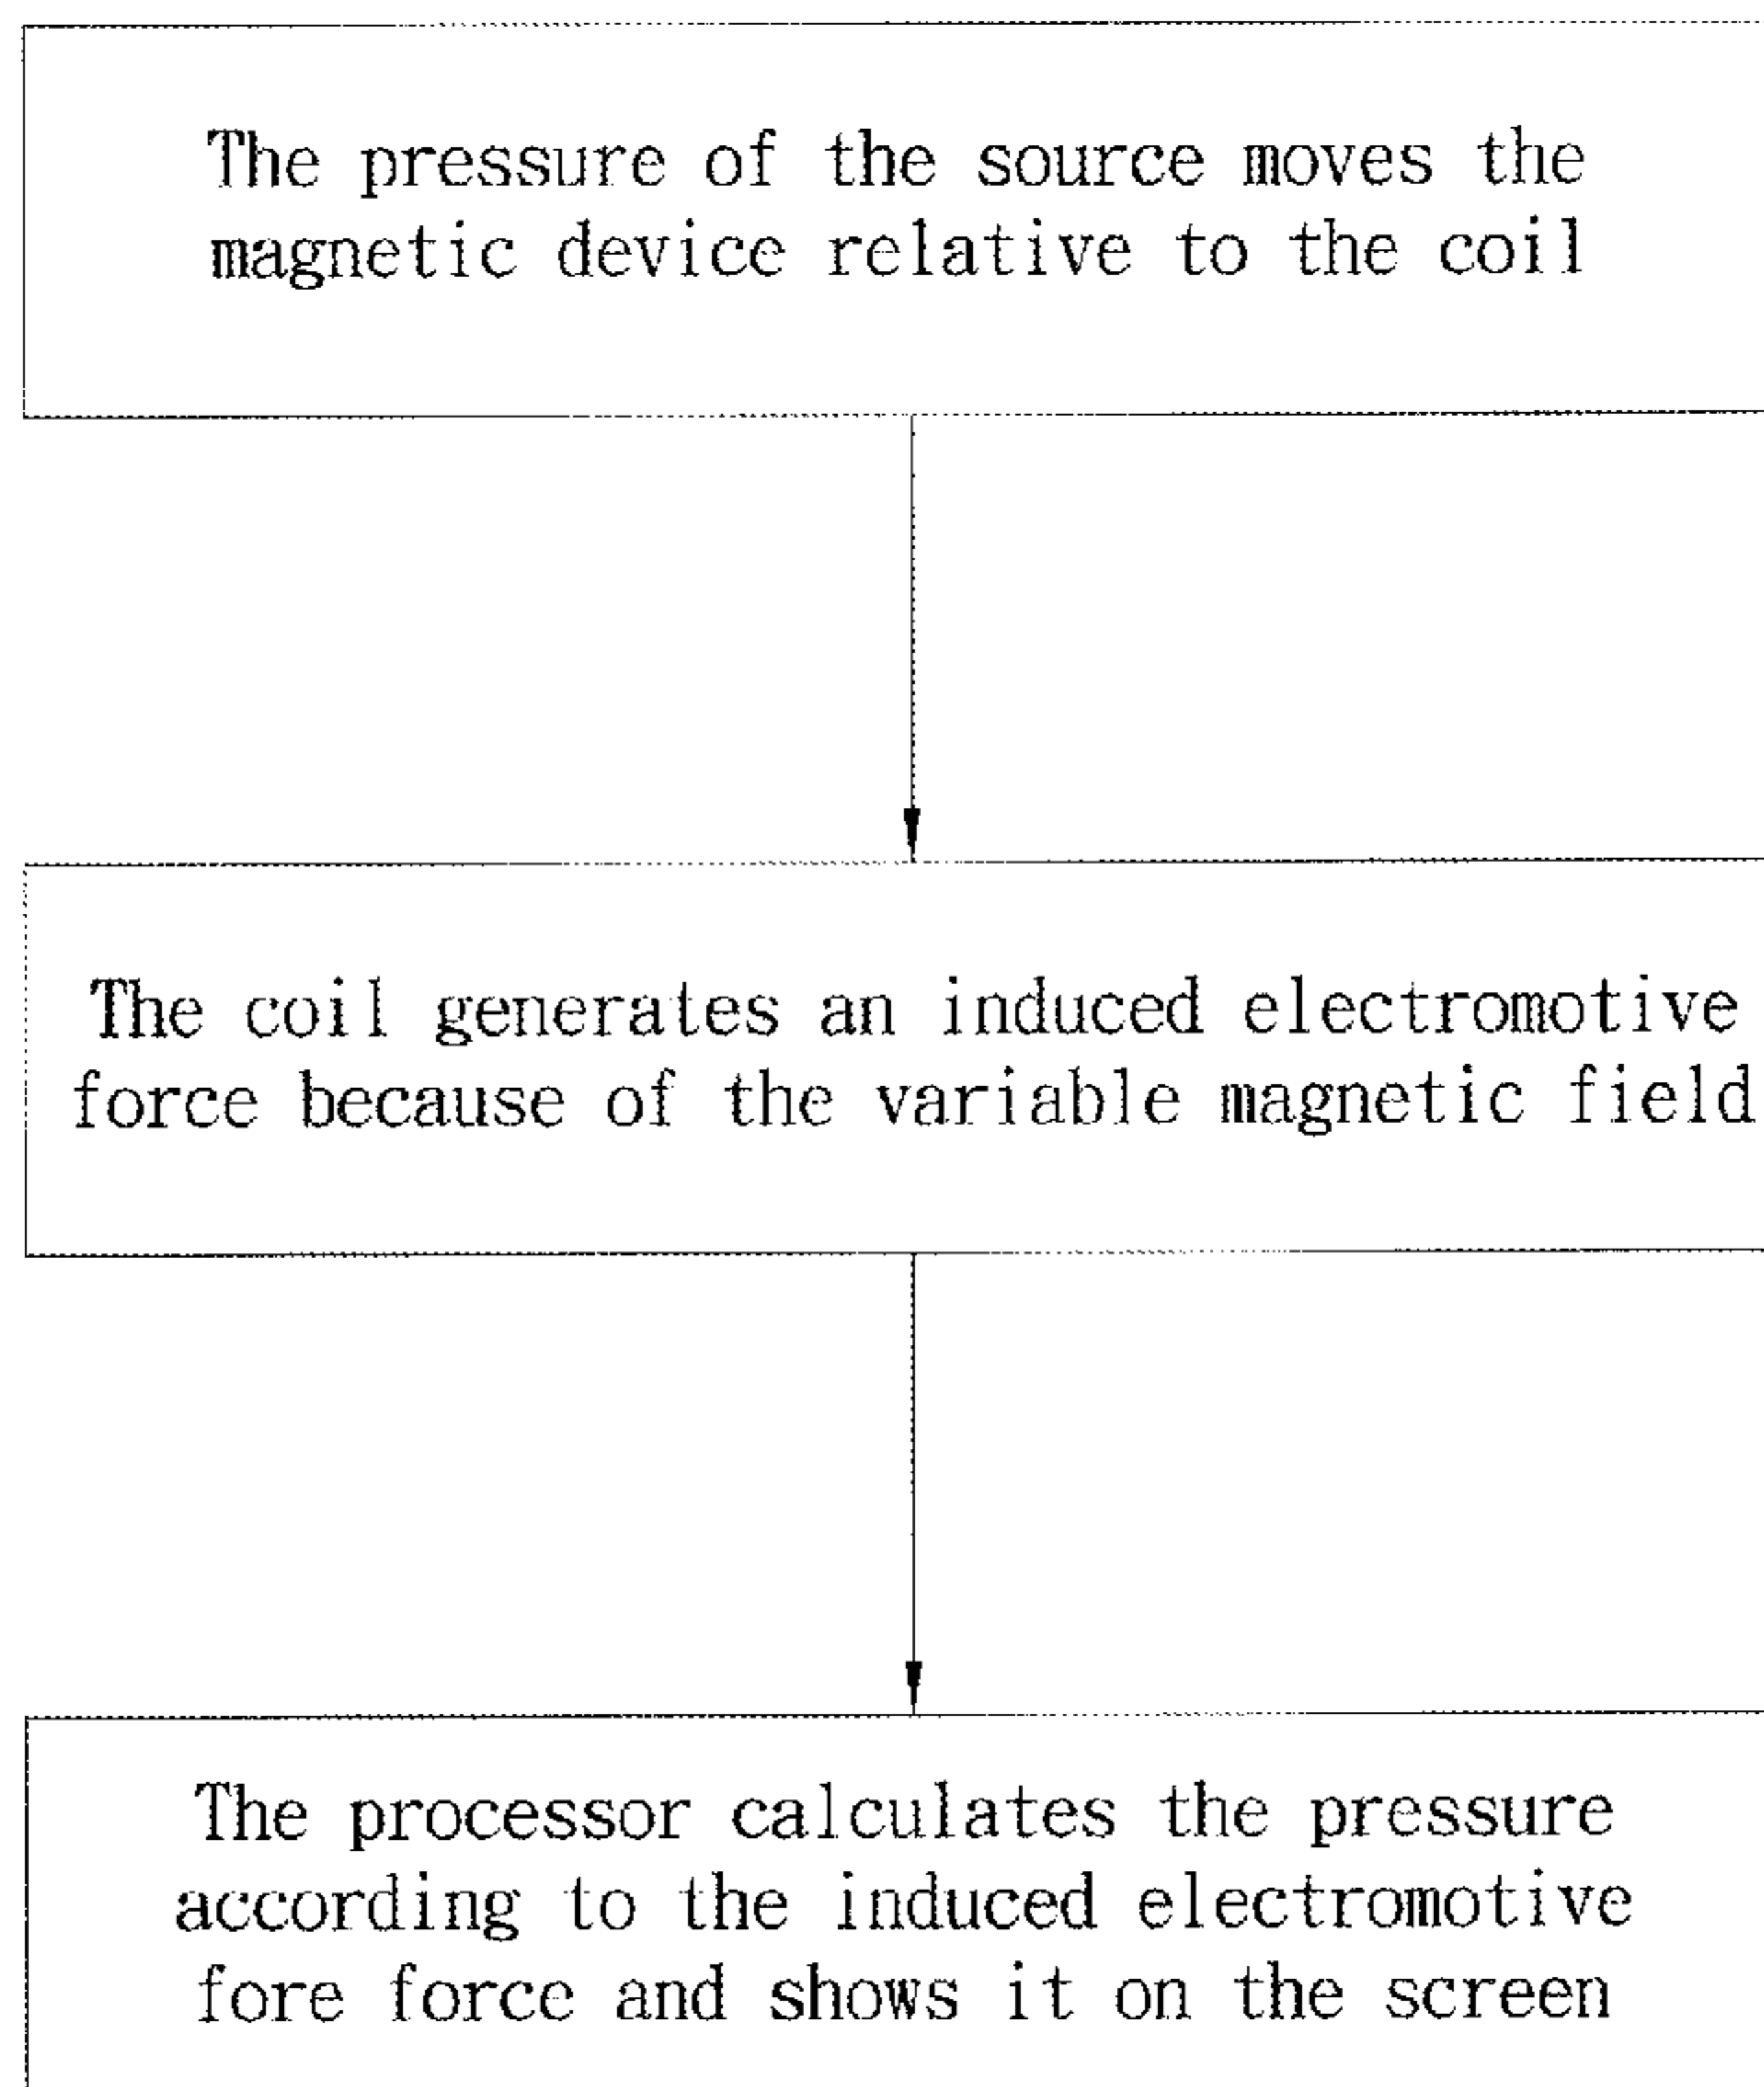 The pressure of the source moves the
magnetic device relative to the coil
The coil generates an induced electromotive
force because of the variable magnetic field
The processor calculates the pressure
according to the induced electromotive
fore force and shows it on the screen